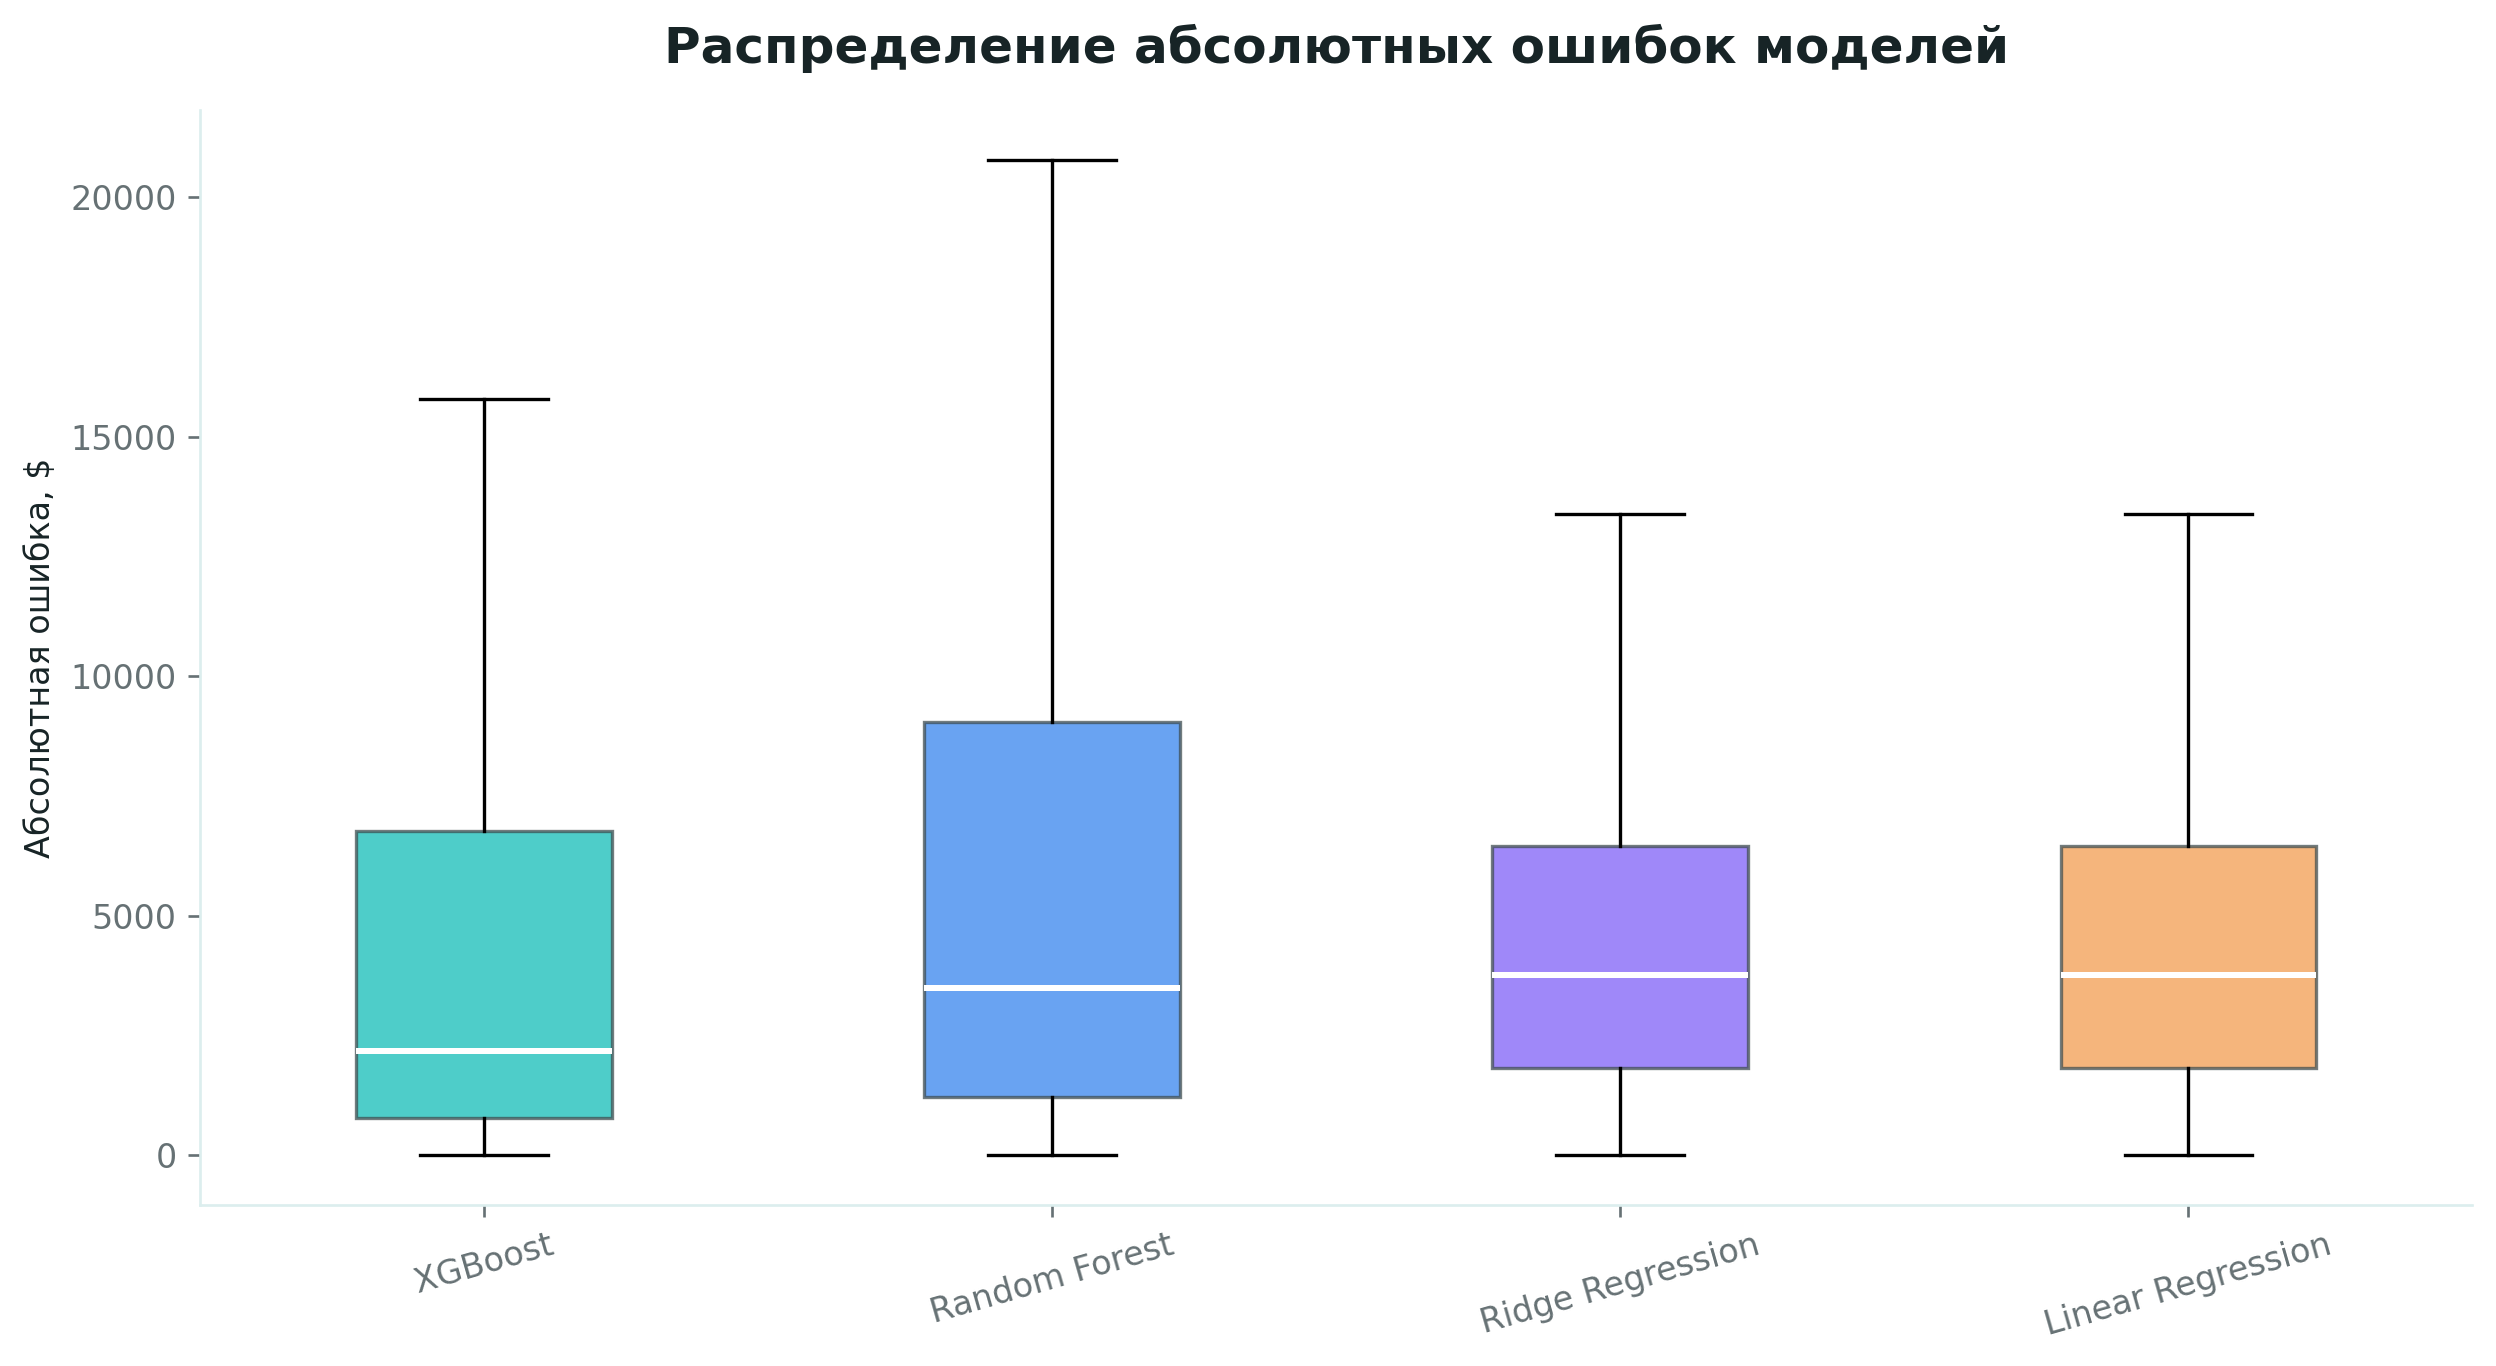 Распределение абсолютных ошибок моделей
Абсолютная ошибка, $
20000
15000
10000
5000
0
XGBoost
Random Forest
Ridge Regression
Linear Regression